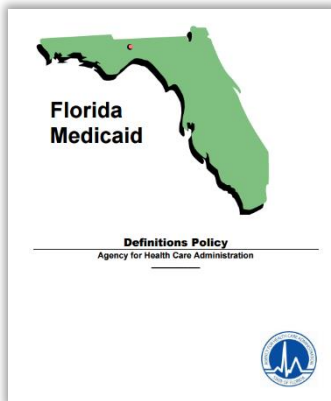 Florida
Medicaid
Definitions Policy
Agency for Health Care Administration